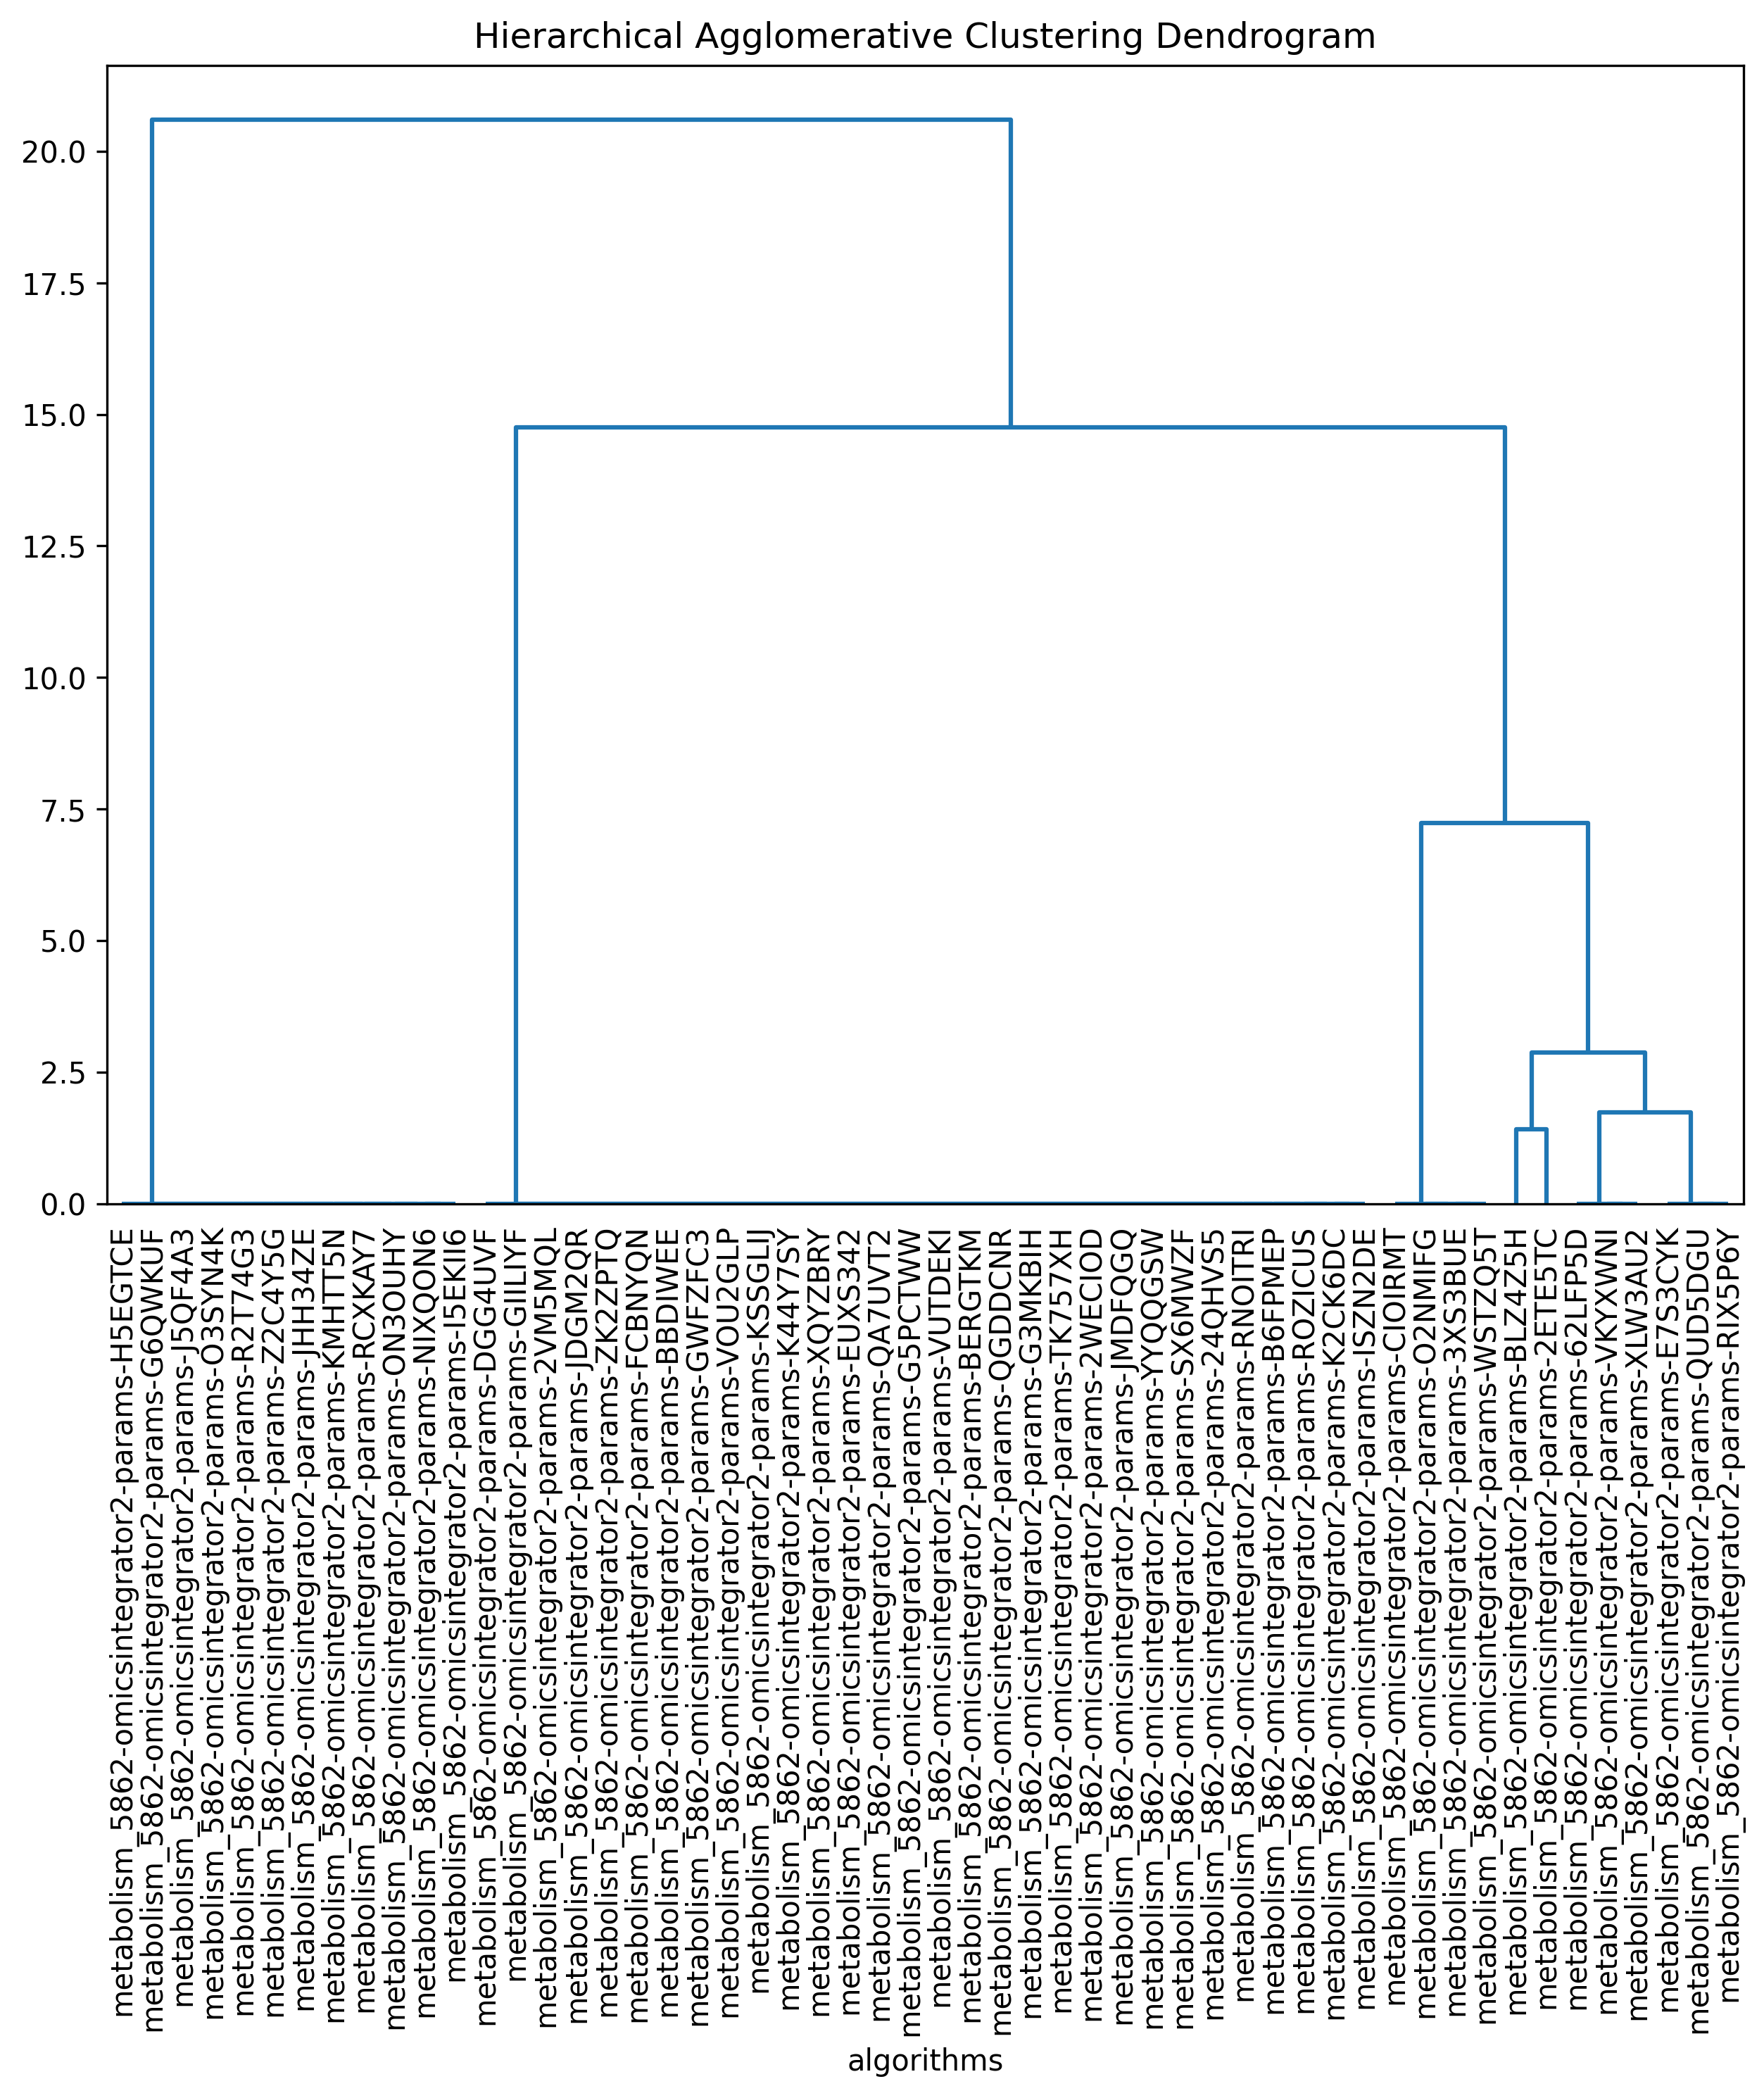 Hierarchical Agglomerative Clustering Dendrogram
20.0
17.5
15.0
12.5
10.0
7.5
5.0
2.5
0.0
metabolism_5862-omicsintegrator2-params-H5EGTCE
metabolism_5862-omicsintegrator2-params-G6QWKUF
metabolism_5862-omicsintegrator2-params-J5QF4A3
metabolism_5862-omicsintegrator2-params-O3SYN4K
metabolism_5862-omicsintegrator2-params-R2T74G3
metabolism_5862-omicsintegrator2-params-Z2C4Y5G
metabolism_5862-omicsintegrator2-params-JHH34ZE
metabolism_5862-omicsintegrator2-params-KMHTT5N
metabolism_5862-omicsintegrator2-params-RCXKAY7
metabolism_5862-omicsintegrator2-params-ON3OUHY
metabolism_5862-omicsintegrator2-params-NIXQON6
metabolism_5862-omicsintegrator2-params-I5EKII6
metabolism_5862-omicsintegrator2-params-DGG4UVF
metabolism_5862-omicsintegrator2-params-GIILIYF
metabolism_5862-omicsintegrator2-params-2VM5MQL
metabolism_5862-omicsintegrator2-params-JDGM2QR
metabolism_5862-omicsintegrator2-params-ZK2ZPTQ
metabolism_5862-omicsintegrator2-params-FCBNYQN
metabolism_5862-omicsintegrator2-params-BBDIWEE
metabolism_5862-omicsintegrator2-params-GWFZFC3
metabolism_5862-omicsintegrator2-params-VOU2GLP
metabolism_5862-omicsintegrator2-params-KSSGLIJ
metabolism_5862-omicsintegrator2-params-K44Y7SY
metabolism_5862-omicsintegrator2-params-XQYZBRY
metabolism_5862-omicsintegrator2-params-EUXS342
metabolism_5862-omicsintegrator2-params-QA7UVT2
metabolism_5862-omicsintegrator2-params-G5PCTWW
metabolism_5862-omicsintegrator2-params-VUTDEKI
metabolism_5862-omicsintegrator2-params-BERGTKM
metabolism_5862-omicsintegrator2-params-QGDDCNR
metabolism_5862-omicsintegrator2-params-G3MKBIH
metabolism_5862-omicsintegrator2-params-TK757XH
metabolism_5862-omicsintegrator2-params-2WECIOD
metabolism_5862-omicsintegrator2-params-JMDFQGQ
metabolism_5862-omicsintegrator2-params-YYQQGSW
metabolism_5862-omicsintegrator2-params-SX6MWZF
metabolism_5862-omicsintegrator2-params-24QHVS5
metabolism_5862-omicsintegrator2-params-RNOITRI
metabolism_5862-omicsintegrator2-params-B6FPMEP
metabolism_5862-omicsintegrator2-params-ROZICUS
metabolism_5862-omicsintegrator2-params-K2CK6DC
metabolism_5862-omicsintegrator2-params-ISZN2DE
metabolism_5862-omicsintegrator2-params-CIOIRMT
metabolism_5862-omicsintegrator2-params-O2NMIFG
metabolism_5862-omicsintegrator2-params-3XS3BUE
metabolism_5862-omicsintegrator2-params-WSTZQ5T
metabolism_5862-omicsintegrator2-params-BLZ4Z5H
metabolism_5862-omicsintegrator2-params-2ETE5TC
metabolism_5862-omicsintegrator2-params-62LFP5D
metabolism_5862-omicsintegrator2-params-VKYXWNI
metabolism_5862-omicsintegrator2-params-XLW3AU2
metabolism_5862-omicsintegrator2-params-E7S3CYK
metabolism_5862-omicsintegrator2-params-QUD5DGU
metabolism_5862-omicsintegrator2-params-RIX5P6Y
algorithms